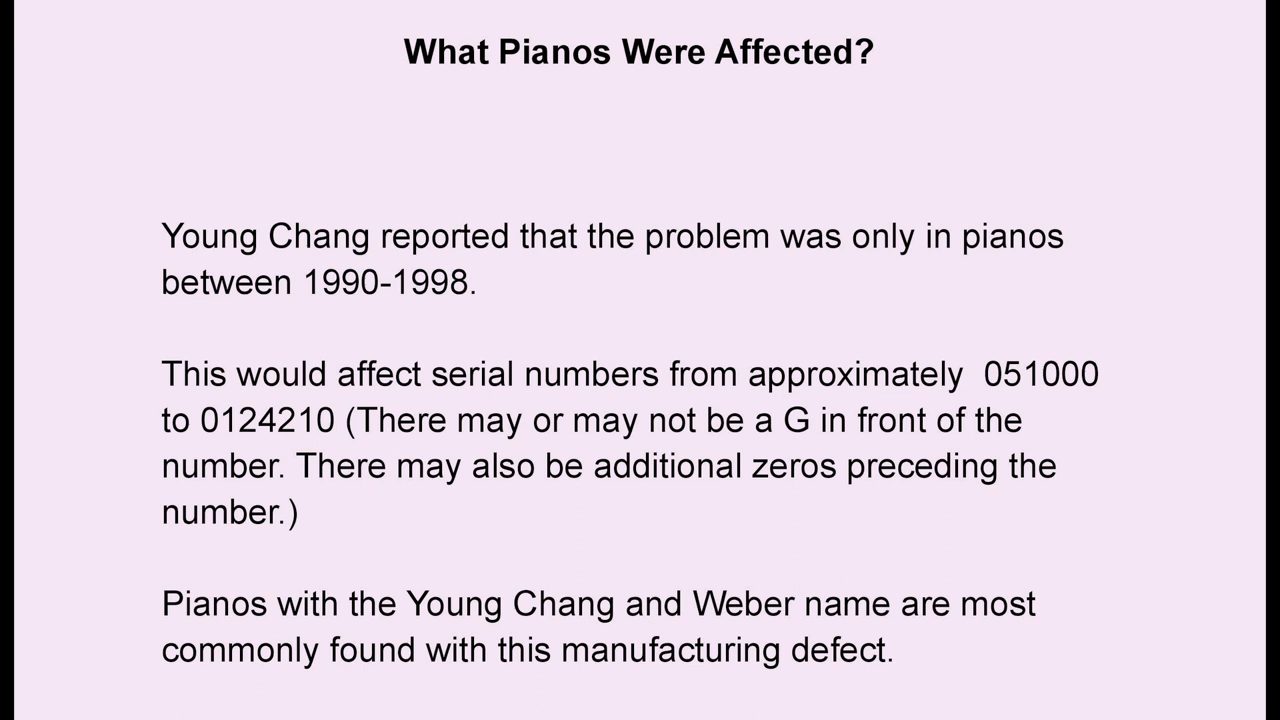 What Pianos Were Affected?
Young Chang reported that the problem was only in pianos
between 1990-1998.
This would affect serial numbers from approximately  051000
to 0124210 (There may or may not be a G in front of the
number. There may also be additional zeros preceding the
number.)
Pianos with the Young Chang and Weber name are most
commonly found with this manufacturing defect.